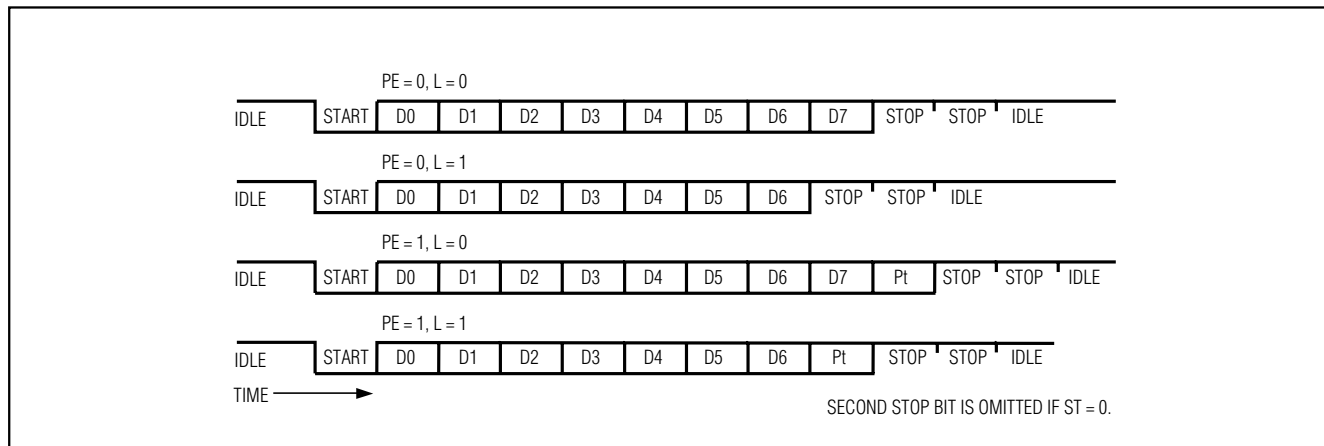 PE = 0, L = 0
IDLE START D0 D1 D2 D3 D4 D5 D6 D7 STOP STOP IDLE
PE = 0, L = 1
IDLE START D0 D1 D2 D3 D4 D5 D6 STOP STOP IDLE
PE = 1, L = 0
IDLE START D0 D1 D2 D3 D4 D5 D6 D7 Pt STOP STOP IDLE
PE = 1, L = 1
IDLE START D0 D1 D2 D3 D4 D5 D6 Pt STOP STOP IDLE
TIME
SECOND STOP BIT IS OMITTED IF ST = 0.